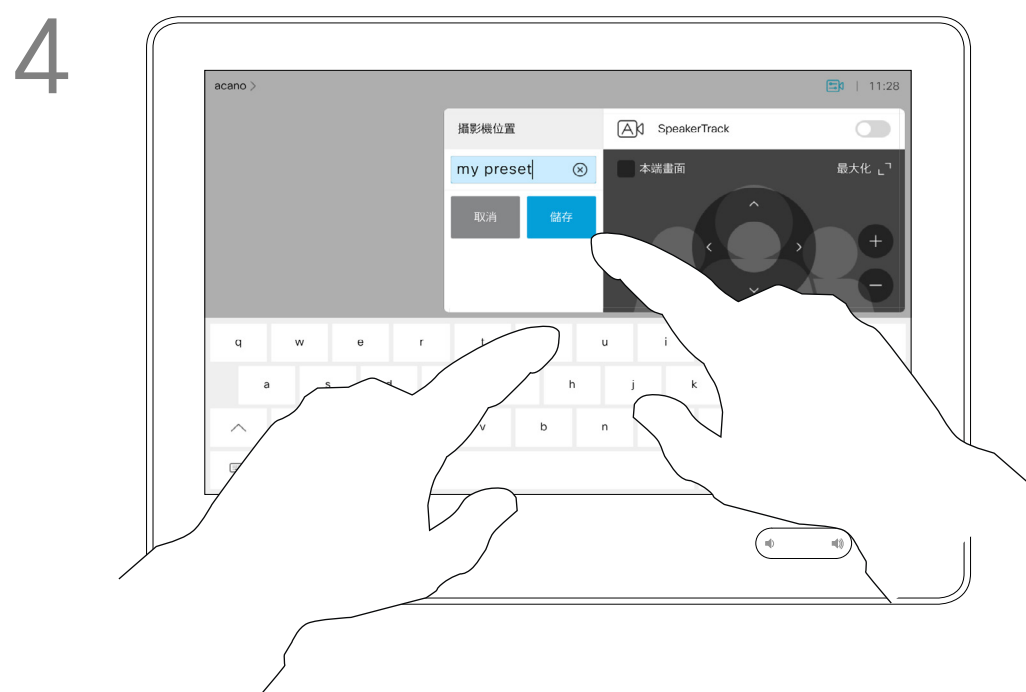 4
acano >
11:28
攝影機位置
SpeakerTrack
my preset
本端畫面
最大化
取消
儲存
q w e r t u i
a s d h j k
v b n